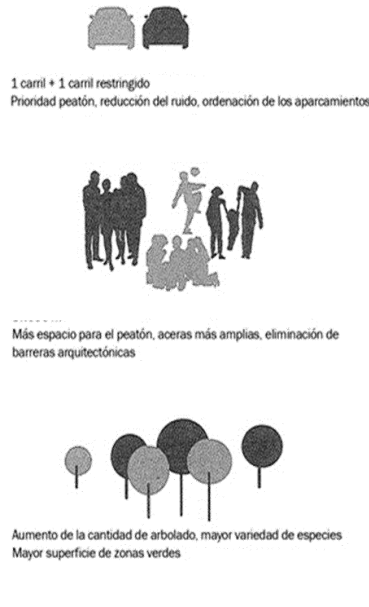 1 carril + 1 carril restringido
Prioridad peatón, reducción del ruido, ordenación de los aparcamientos
Más espacio para el peatón, aceras más amplias, eliminación de
barreras arquitectónicas
Aumento de la cantidad de arbolado, mayor variedad de especies
Mayor superficie de zonas verdes